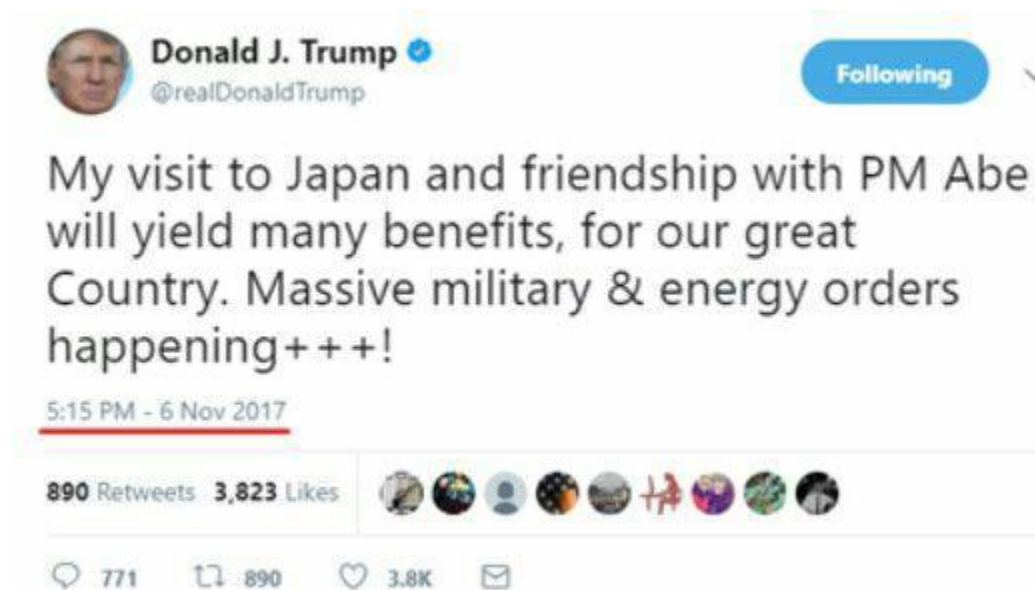 Donald J. Trump
@realDonaldTrump
Following
My visit to Japan and friendship with PM Abe
will yield many benefits, for our great
Country. Massive military & energy orders
happening+++!
5:15 PM - 6 Nov 2017
890 Retweets 3,823 Likes
771 890 3.8K